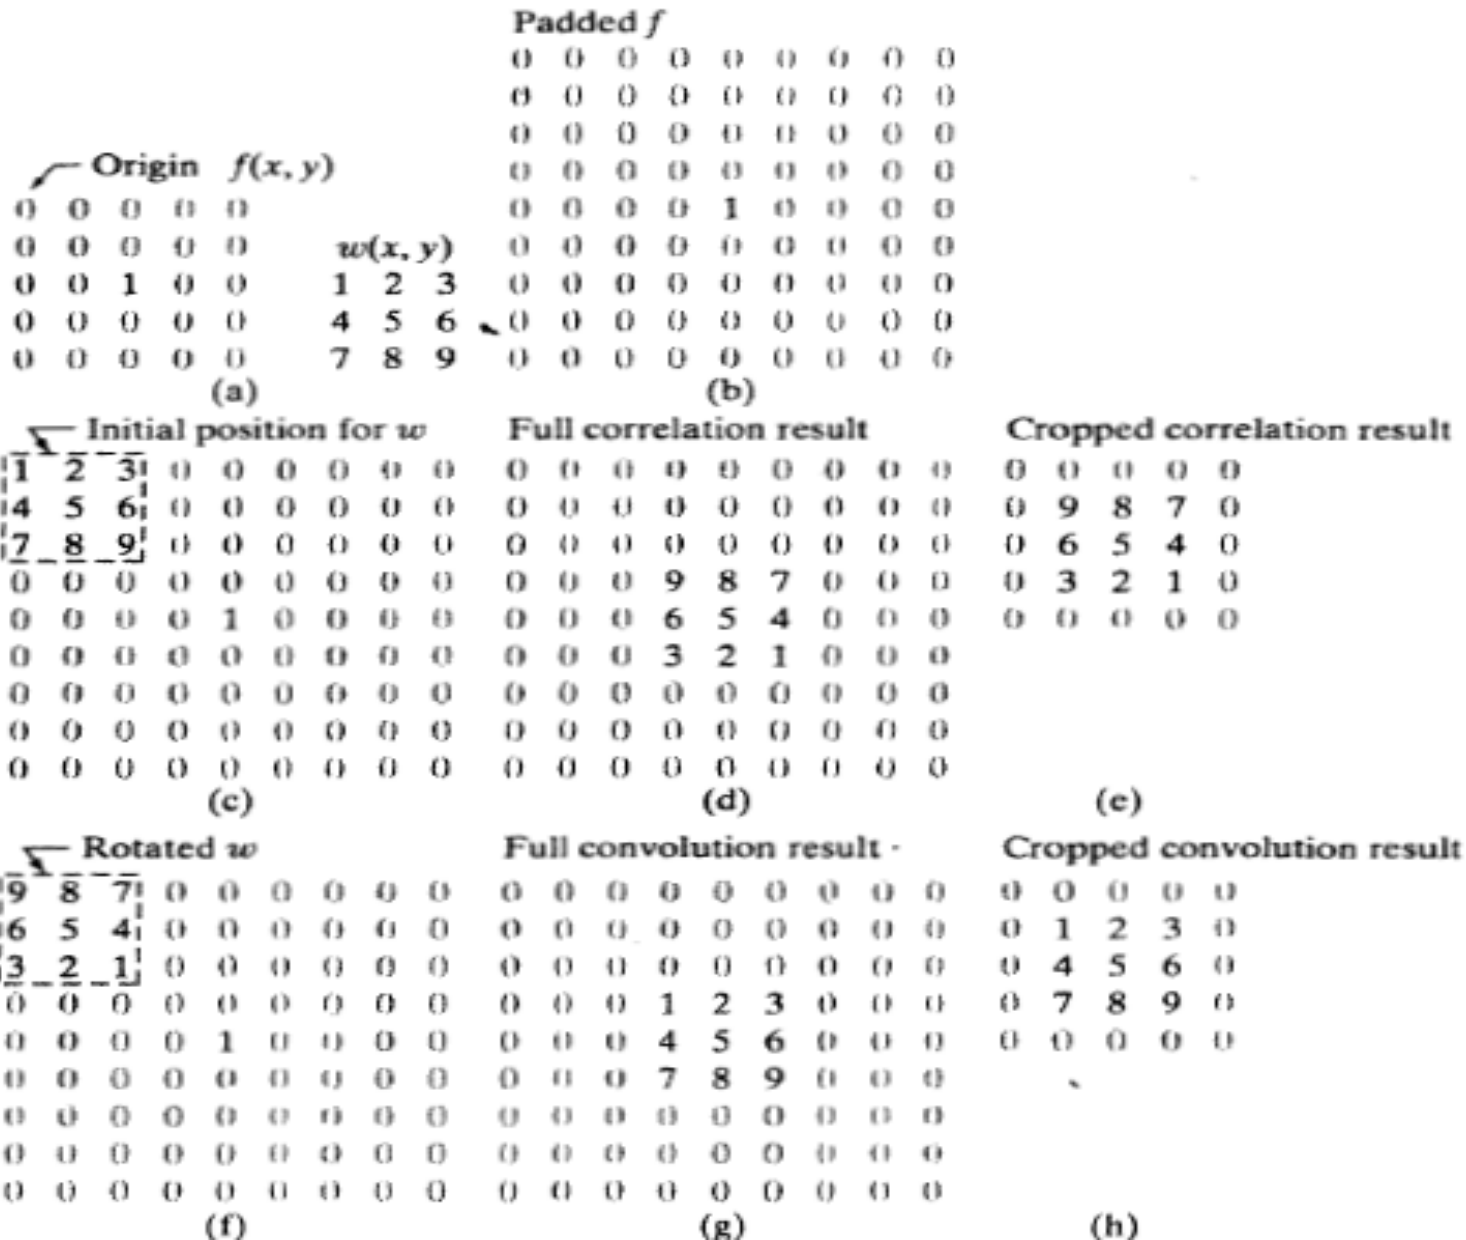 Origin f(x, y)
0 0 0 0 0
0 0 0 0 0
0 0 1 0 0
0 0 0 0 0
0 0 0 0 0
w(x, y)
1 2 3
4 5 6
7 8 9
(a)
Padded f
0 0 0 0 0 0 0 0 0
0 0 0 0 0 0 0 0 0
0 0 0 0 0 0 0 0 0
0 0 0 0 0 0 0 0 0
0 0 0 0 1 0 0 0 0
0 0 0 0 0 0 0 0 0
0 0 0 0 0 0 0 0 0
0 0 0 0 0 0 0 0 0
0 0 0 0 0 0 0 0 0
(b)
Initial position for w
1 2 3 0 0 0 0 0 0
4 5 6 0 0 0 0 0 0
7 8 9 0 0 0 0 0 0
0 0 0 0 0 0 0 0 0
0 0 0 0 1 0 0 0 0
0 0 0 0 0 0 0 0 0
0 0 0 0 0 0 0 0 0
0 0 0 0 0 0 0 0 0
0 0 0 0 0 0 0 0 0
(c)
Full correlation result
0 0 0 0 0 0 0 0 0
0 0 0 0 0 0 0 0 0
0 0 0 0 0 0 0 0 0
0 0 0 9 8 7 0 0 0
0 0 0 6 5 4 0 0 0
0 0 0 3 2 1 0 0 0
0 0 0 0 0 0 0 0 0
0 0 0 0 0 0 0 0 0
0 0 0 0 0 0 0 0 0
(d)
Cropped correlation result
0 0 0 0 0
0 9 8 7 0
0 6 5 4 0
0 3 2 1 0
0 0 0 0 0
(e)
Rotated w
9 8 7 0 0 0 0 0 0
6 5 4 0 0 0 0 0 0
3 2 1 0 0 0 0 0 0
0 0 0 0 0 0 0 0 0
0 0 0 0 1 0 0 0 0
0 0 0 0 0 0 0 0 0
0 0 0 0 0 0 0 0 0
0 0 0 0 0 0 0 0 0
0 0 0 0 0 0 0 0 0
(f)
Full convolution result
0 0 0 0 0 0 0 0 0
0 0 0 0 0 0 0 0 0
0 0 0 0 0 0 0 0 0
0 0 0 1 2 3 0 0 0
0 0 0 4 5 6 0 0 0
0 0 0 7 8 9 0 0 0
0 0 0 0 0 0 0 0 0
0 0 0 0 0 0 0 0 0
0 0 0 0 0 0 0 0 0
(g)
Cropped convolution result
0 0 0 0 0
0 1 2 3 0
0 4 5 6 0
0 7 8 9 0
0 0 0 0 0
(h)